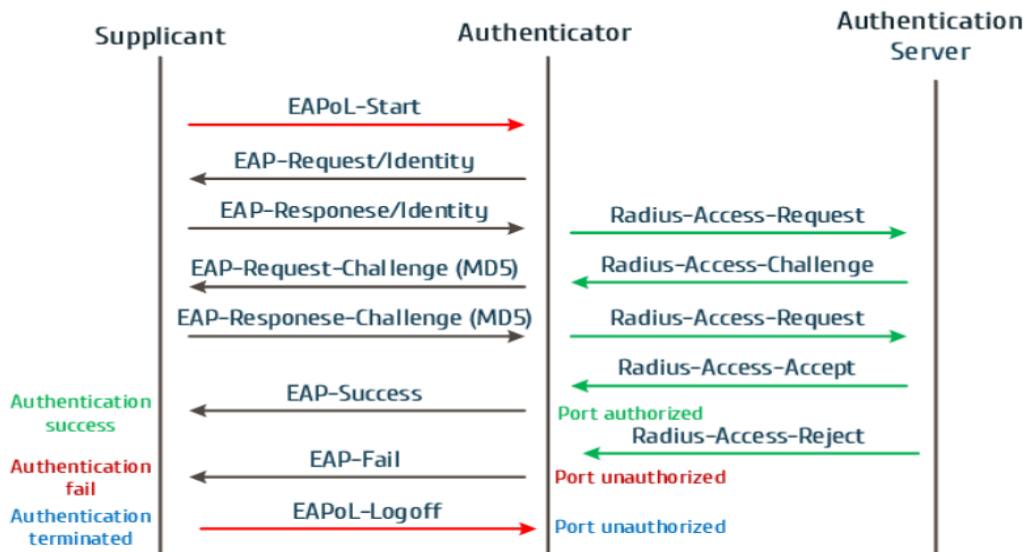 Supplicant
Authenticator
Authentication
Server
EAPoL-Start
EAP-Request/Identity
EAP-Responese/Identity
Radius-Access-Request
EAP-Request-Challenge (MD5)
Radius-Access-Challenge
EAP-Responese-Challenge (MD5)
Radius-Access-Request
Radius-Access-Accept
Authentication
success
EAP-Success
Port authorized
Radius-Access-Reject
Authentication
fail
EAP-Fail
Port unauthorized
Authentication
terminated
EAPoL-Logoff
Port unauthorized